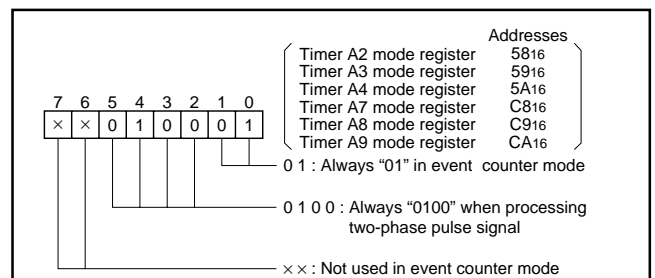 Addresses
Timer A2 mode register 5816
Timer A3 mode register 5916
Timer A4 mode register 5A16
Timer A7 mode register C816
Timer A8 mode register C916
Timer A9 mode register CA16
7 6 5 4 3 2 1 0
× × 0 1 0 0 0 1
0 1 : Always “01” in event counter mode
0 1 0 0 : Always “0100” when processing
two-phase pulse signal
×× : Not used in event counter mode